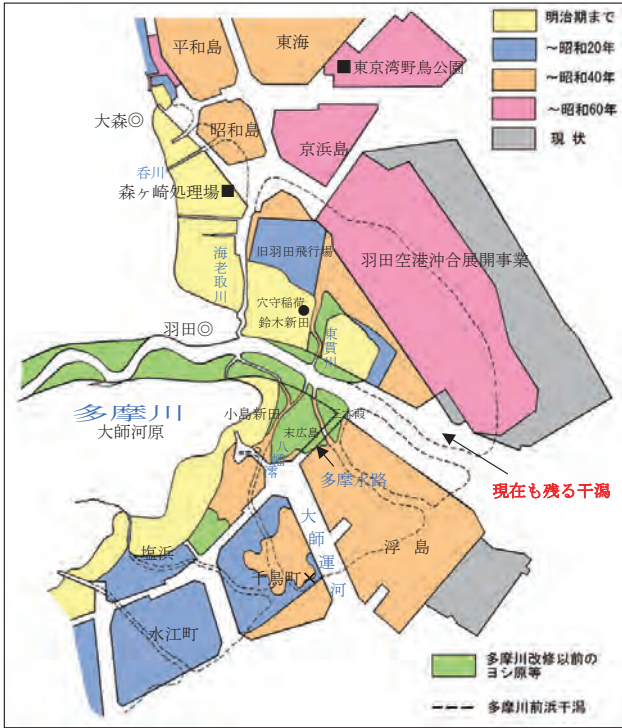 明治期まで
～昭和20年
～昭和40年
～昭和60年
現 状
平和島
東海
■東京湾野鳥公園
大森◎
昭和島
京浜島
呑川
森ヶ崎処理場■
海老取川
旧羽田飛行場
羽田空港沖合展開事業
穴守稲荷
鈴木新田
羽田◎
東貫川
多摩川
大師河原
小島新田
三本葭
末広島
八幡澪
多摩水路
現在も残る干潟
大師運河
浮島
塩浜
千鳥町
水江町
多摩川改修以前の
ヨシ原等
多摩川前浜干潟